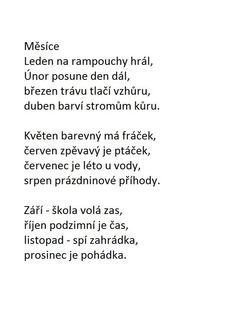 Měsíce
Leden na rampouchy hrál,
Únor posune den dál,
březen trávu tlačí vzhůru,
duben barví stromům kůru.
Květen barevný má fráček,
červen zpěvavý je ptáček,
červenec je léto u vody,
srpen prázdninové příhody.
Září - škola volá zas,
říjen podzimní je čas,
listopad - spí zahrádka,
prosinec je pohádka.